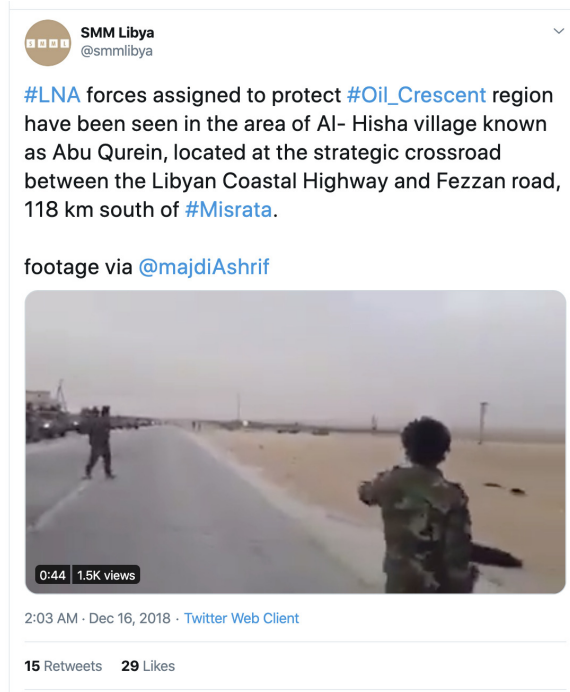 SMM Libya
@smmlibya
#LNA forces assigned to protect #Oil_Crescent region
have been seen in the area of Al- Hisha village known
as Abu Qurein, located at the strategic crossroad
between the Libyan Coastal Highway and Fezzan road,
118 km south of #Misrata.
footage via @majdiAshrif
0:44 1.5K views
2:03 AM · Dec 16, 2018 · Twitter Web Client
15 Retweets 29 Likes